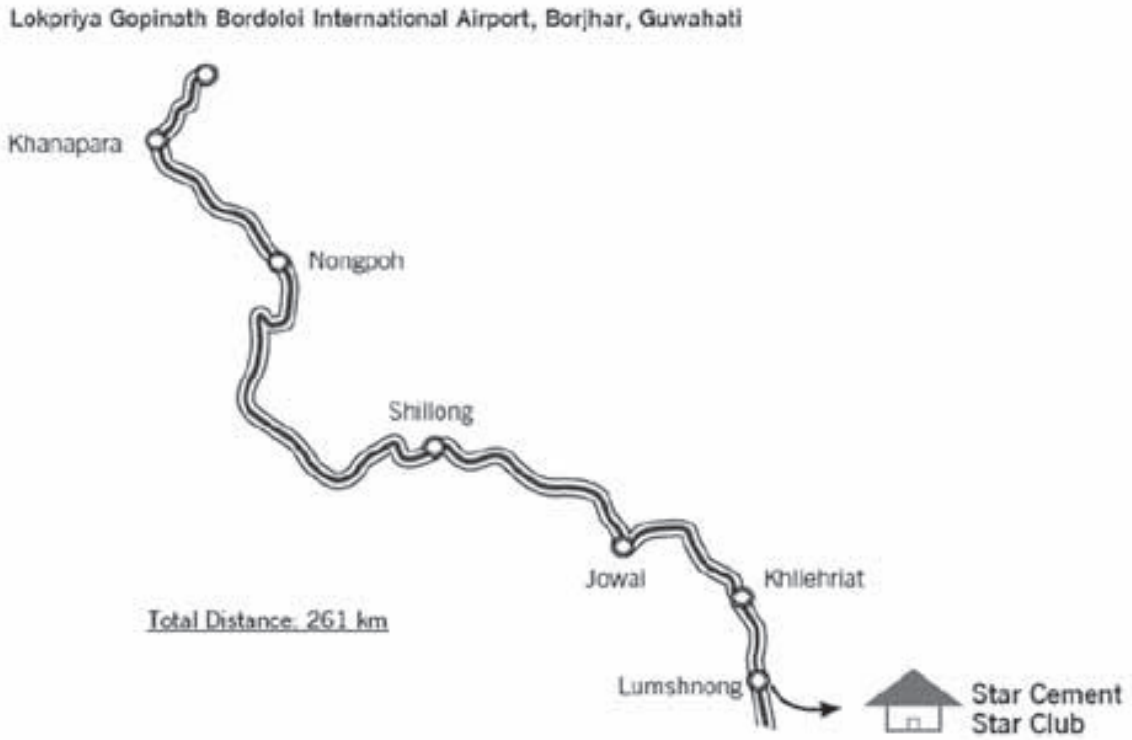 Lokpriya Gopinath Bordoloi International Airport, Borjhar, Guwahati
Khanapara
Nongpoh
Shillong
Jowai
Khliehriat
Total Distance: 261 km
Lumshnong
Star Cement
Star Club